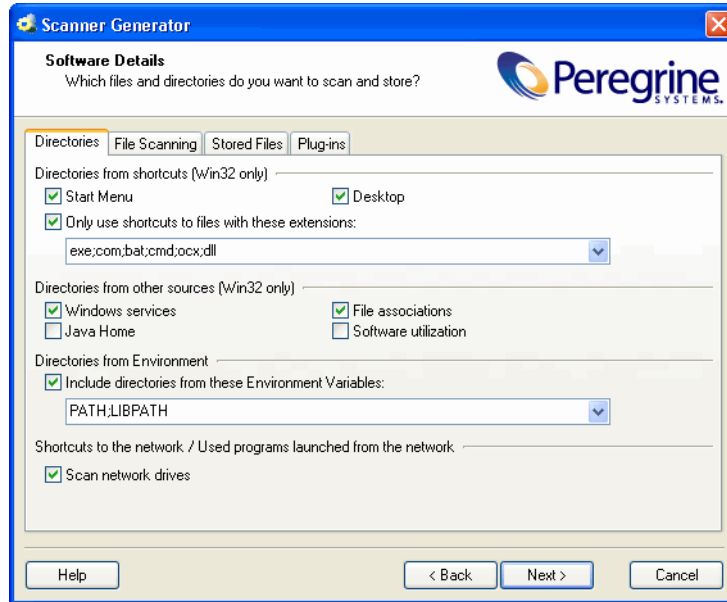 Scanner Generator
Software Details
Which files and directories do you want to scan and store?
Peregrine
SYSTEMS.
Directories File Scanning Stored Files Plug-ins
Directories from shortcuts (Win32 only)
Start Menu Desktop
Only use shortcuts to files with these extensions:
exe;com;bat;cmd;ocx;dll
Directories from other sources (Win32 only)
Windows services File associations
Java Home Software utilization
Directories from Environment
Include directories from these Environment Variables:
PATH;LIBPATH
Shortcuts to the network / Used programs launched from the network
Scan network drives
Help < Back Next > Cancel